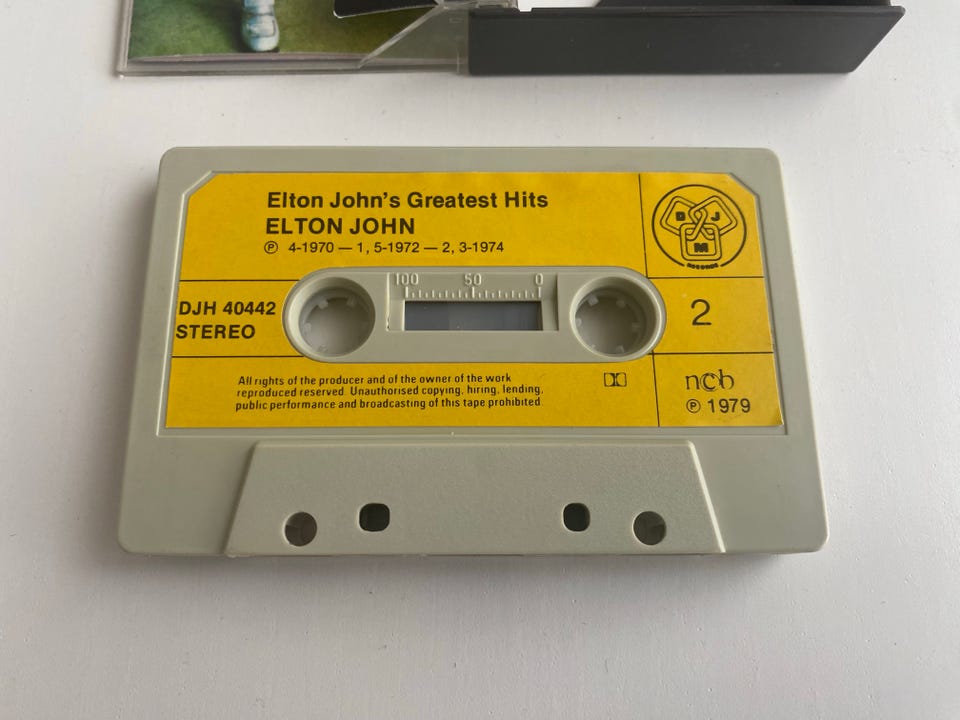 Elton John's Greatest Hits
ELTON JOHN
℗ 4-1970 — 1, 5-1972 — 2, 3-1974
DJM
RECORDS
100 50 0
DJH 40442
STEREO
2
All rights of the producer and of the owner of the work
reproduced reserved. Unauthorised copying, hiring, lending,
public performance and broadcasting of this tape prohibited
ncb
℗ 1979